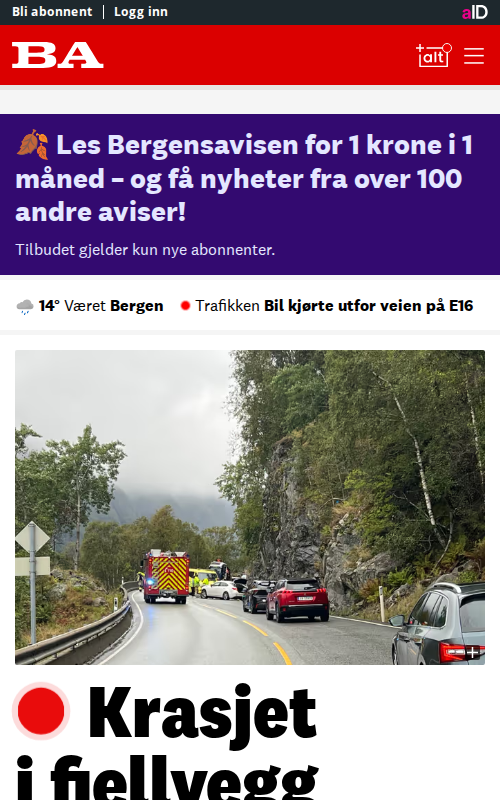 Bli abonnent
Logg inn
aID
BA
+alt
Les Bergensavisen for 1 krone i 1
måned – og få nyheter fra over 100
andre aviser!
Tilbudet gjelder kun nye abonnenter.
14° Været Bergen
Trafikken Bil kjørte utfor veien på E16
Krasjet
i fjellvegg